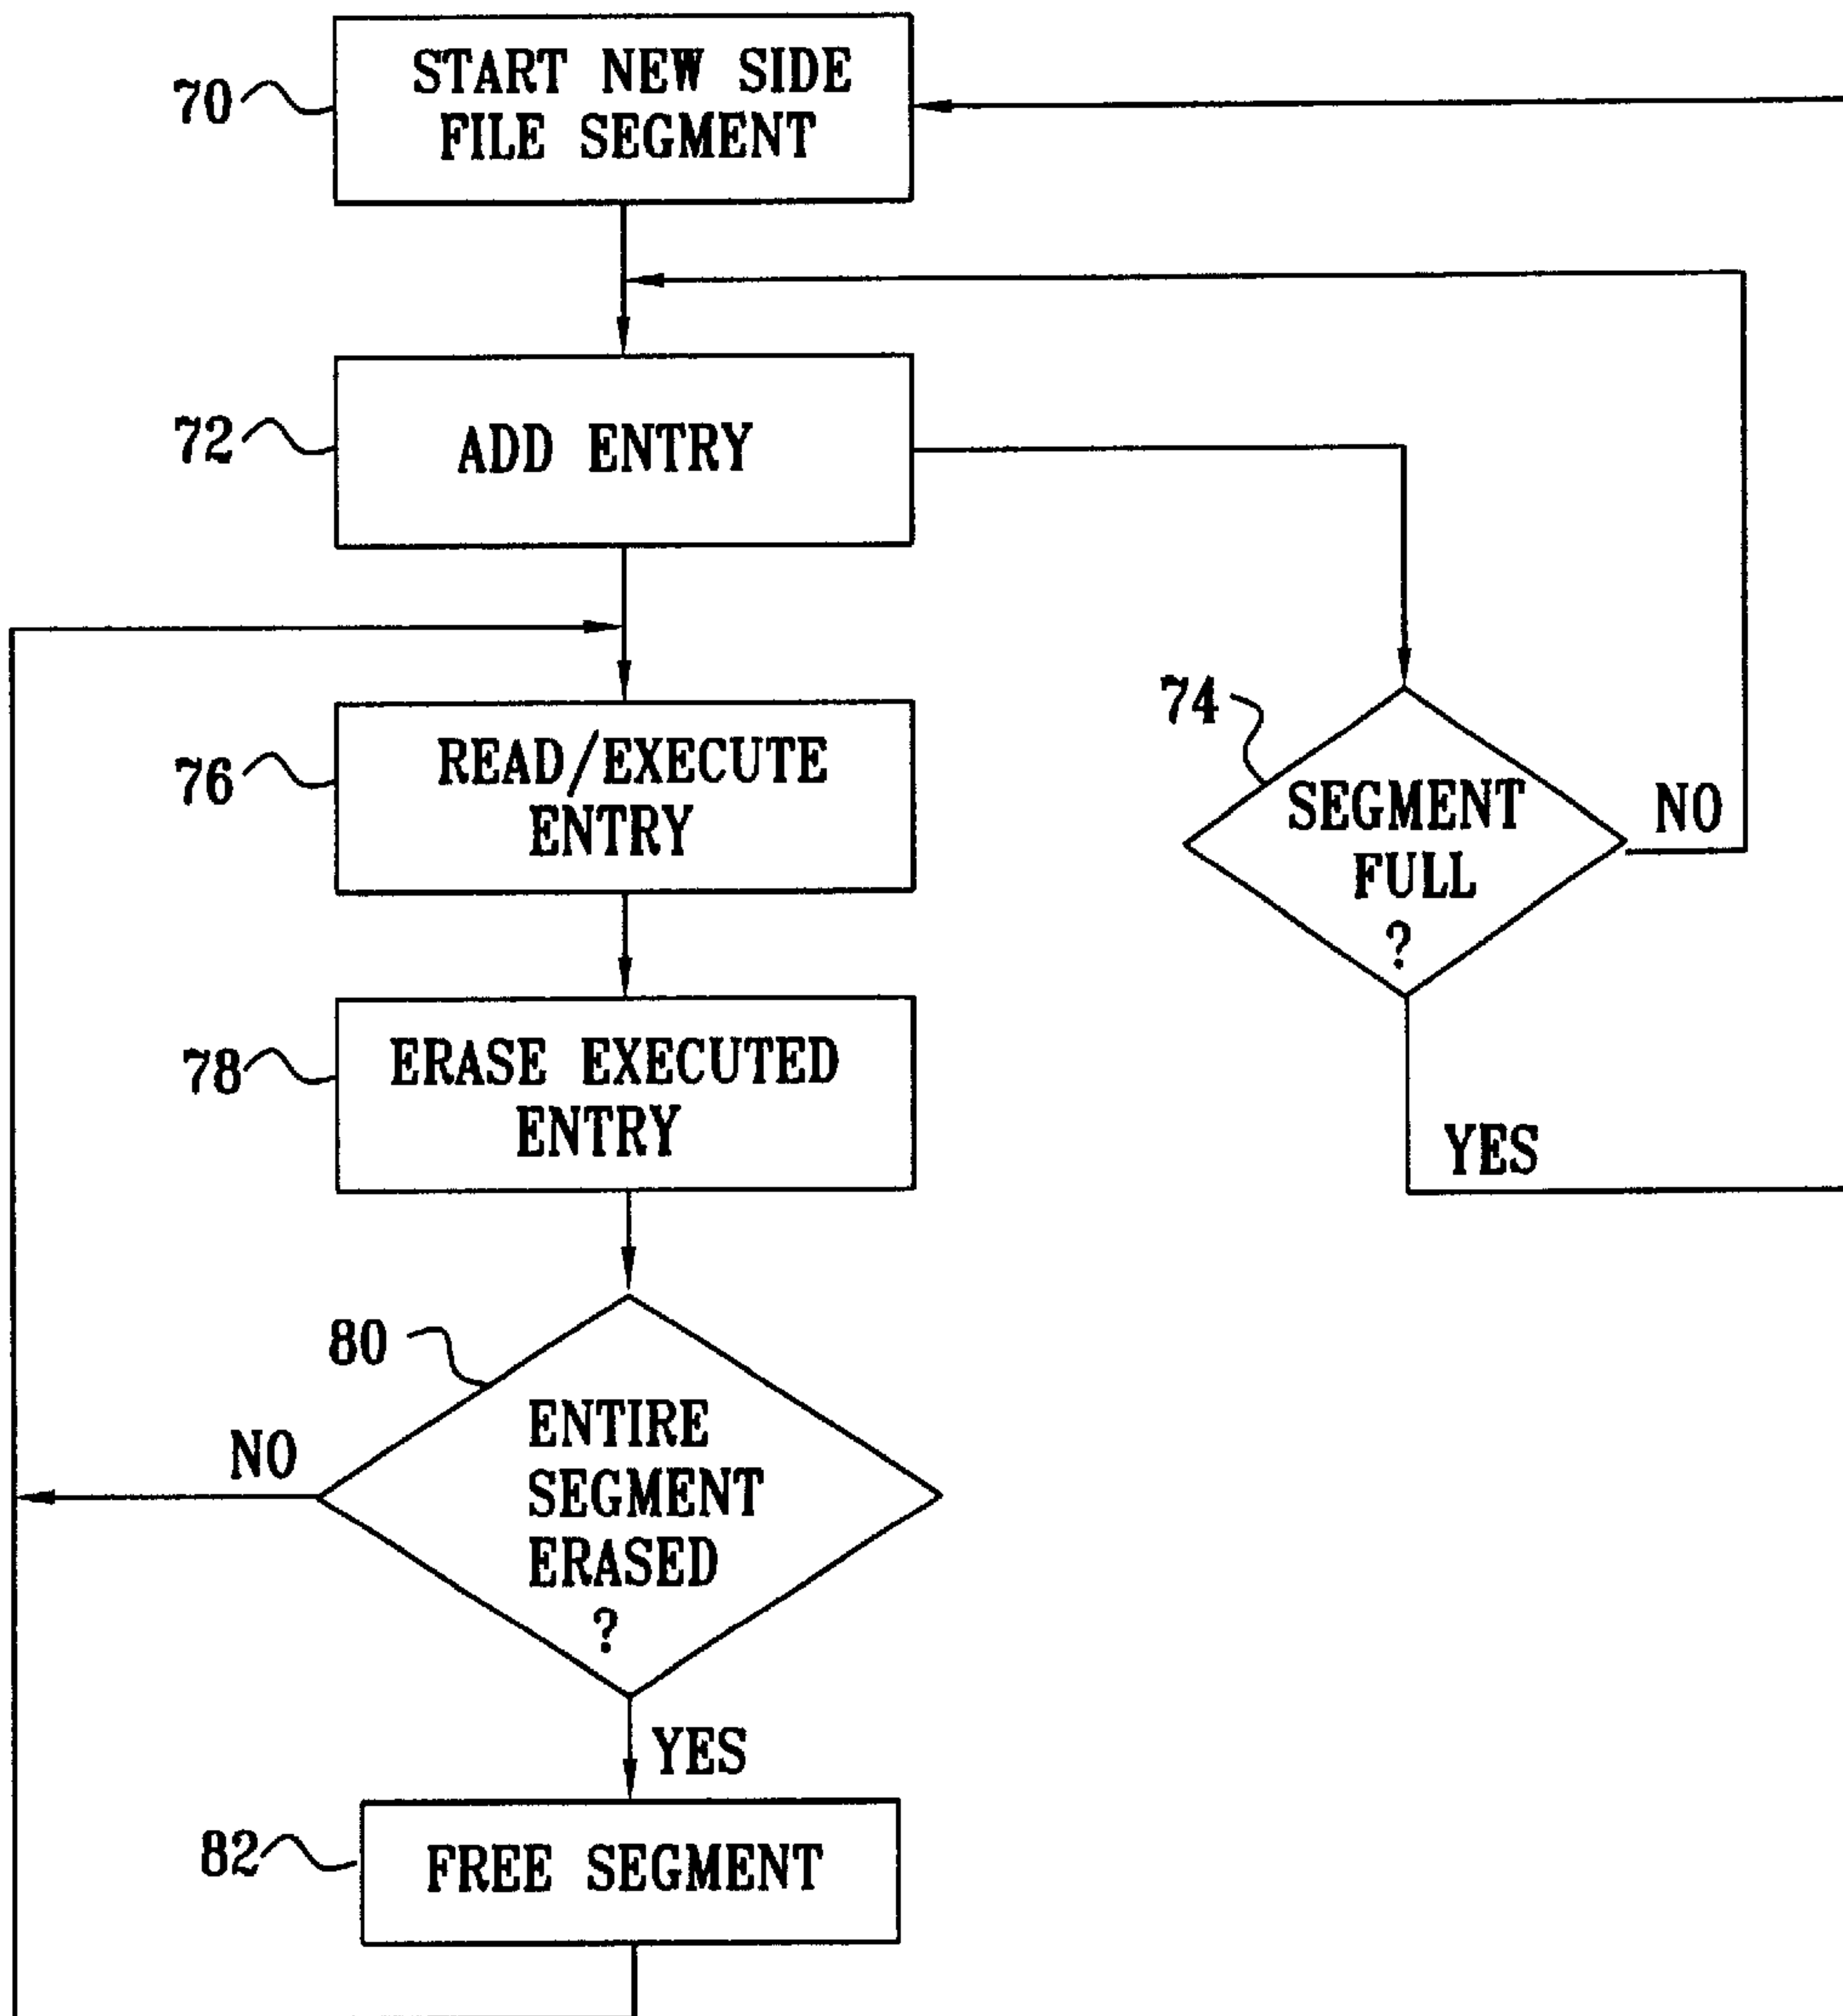 70
START NEW SIDE
FILE SEGMENT
72
ADD ENTRY
74
SEGMENT
FULL
?
NO
YES
76
READ/EXECUTE
ENTRY
78
ERASE EXECUTED
ENTRY
80
ENTIRE
SEGMENT
ERASED
?
NO
YES
82
FREE SEGMENT